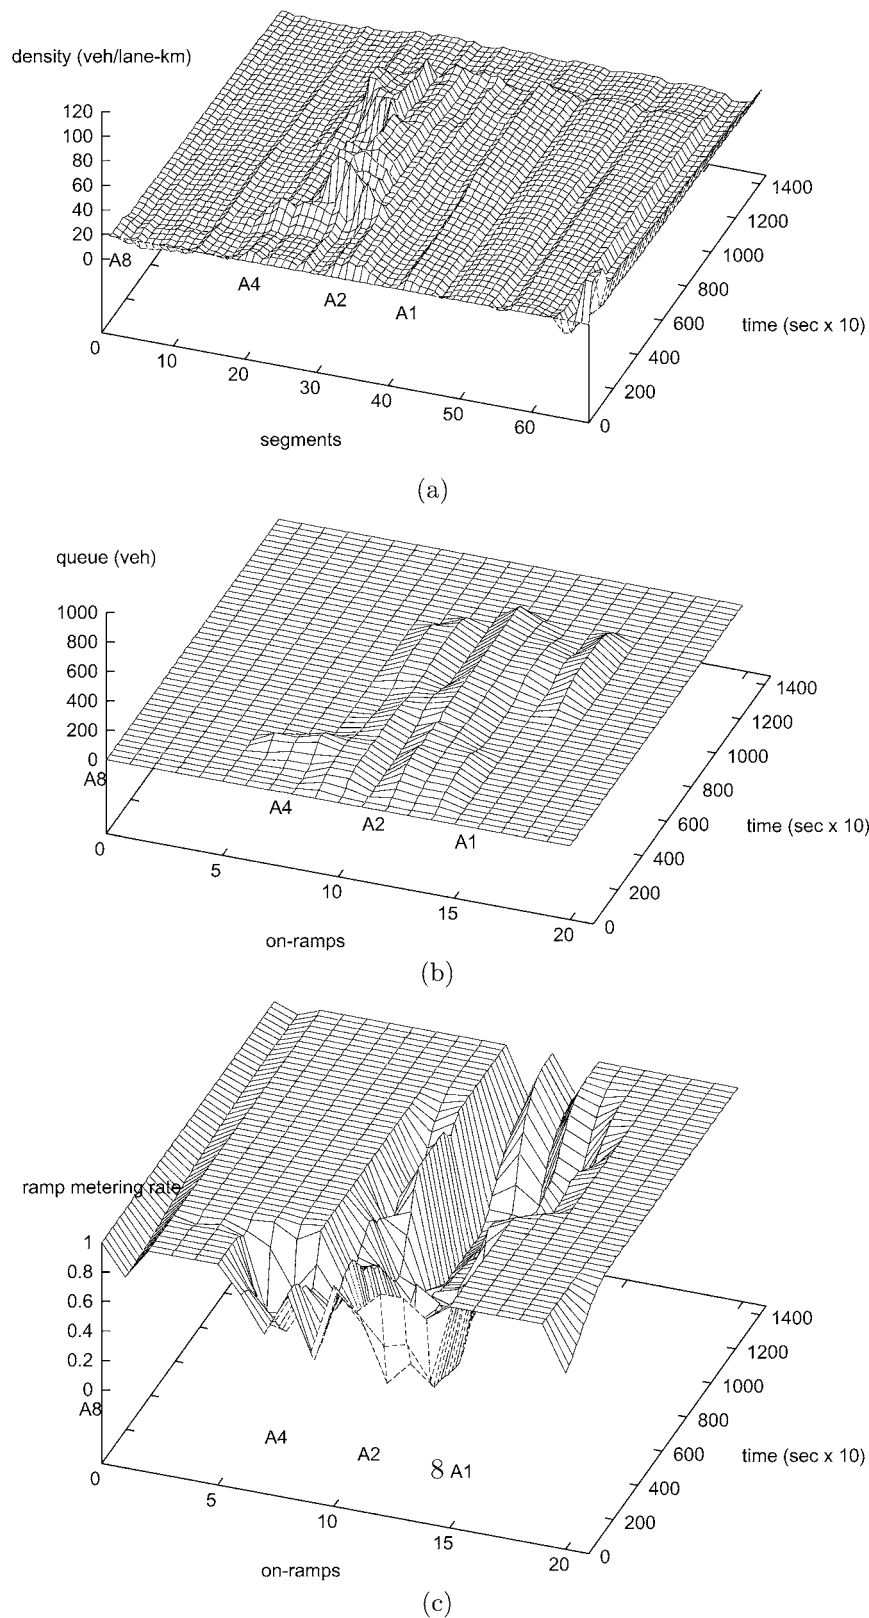 density (veh/lane-km)
120
100
80
60
40
20
0
A8
A4
A2
A1
0
10
20
30
40
50
60
segments
0
200
400
600
800
1000
1200
1400
time (sec x 10)
(a)
queue (veh)
1000
800
600
400
200
0
A8
A4
A2
A1
0
5
10
15
20
on-ramps
0
200
400
600
800
1000
1200
1400
time (sec x 10)
(b)
ramp metering rate
1
0.8
0.6
0.4
0.2
0
A8
A4
A2
8
A1
0
5
10
15
20
on-ramps
0
200
400
600
800
1000
1200
1400
time (sec x 10)
(c)